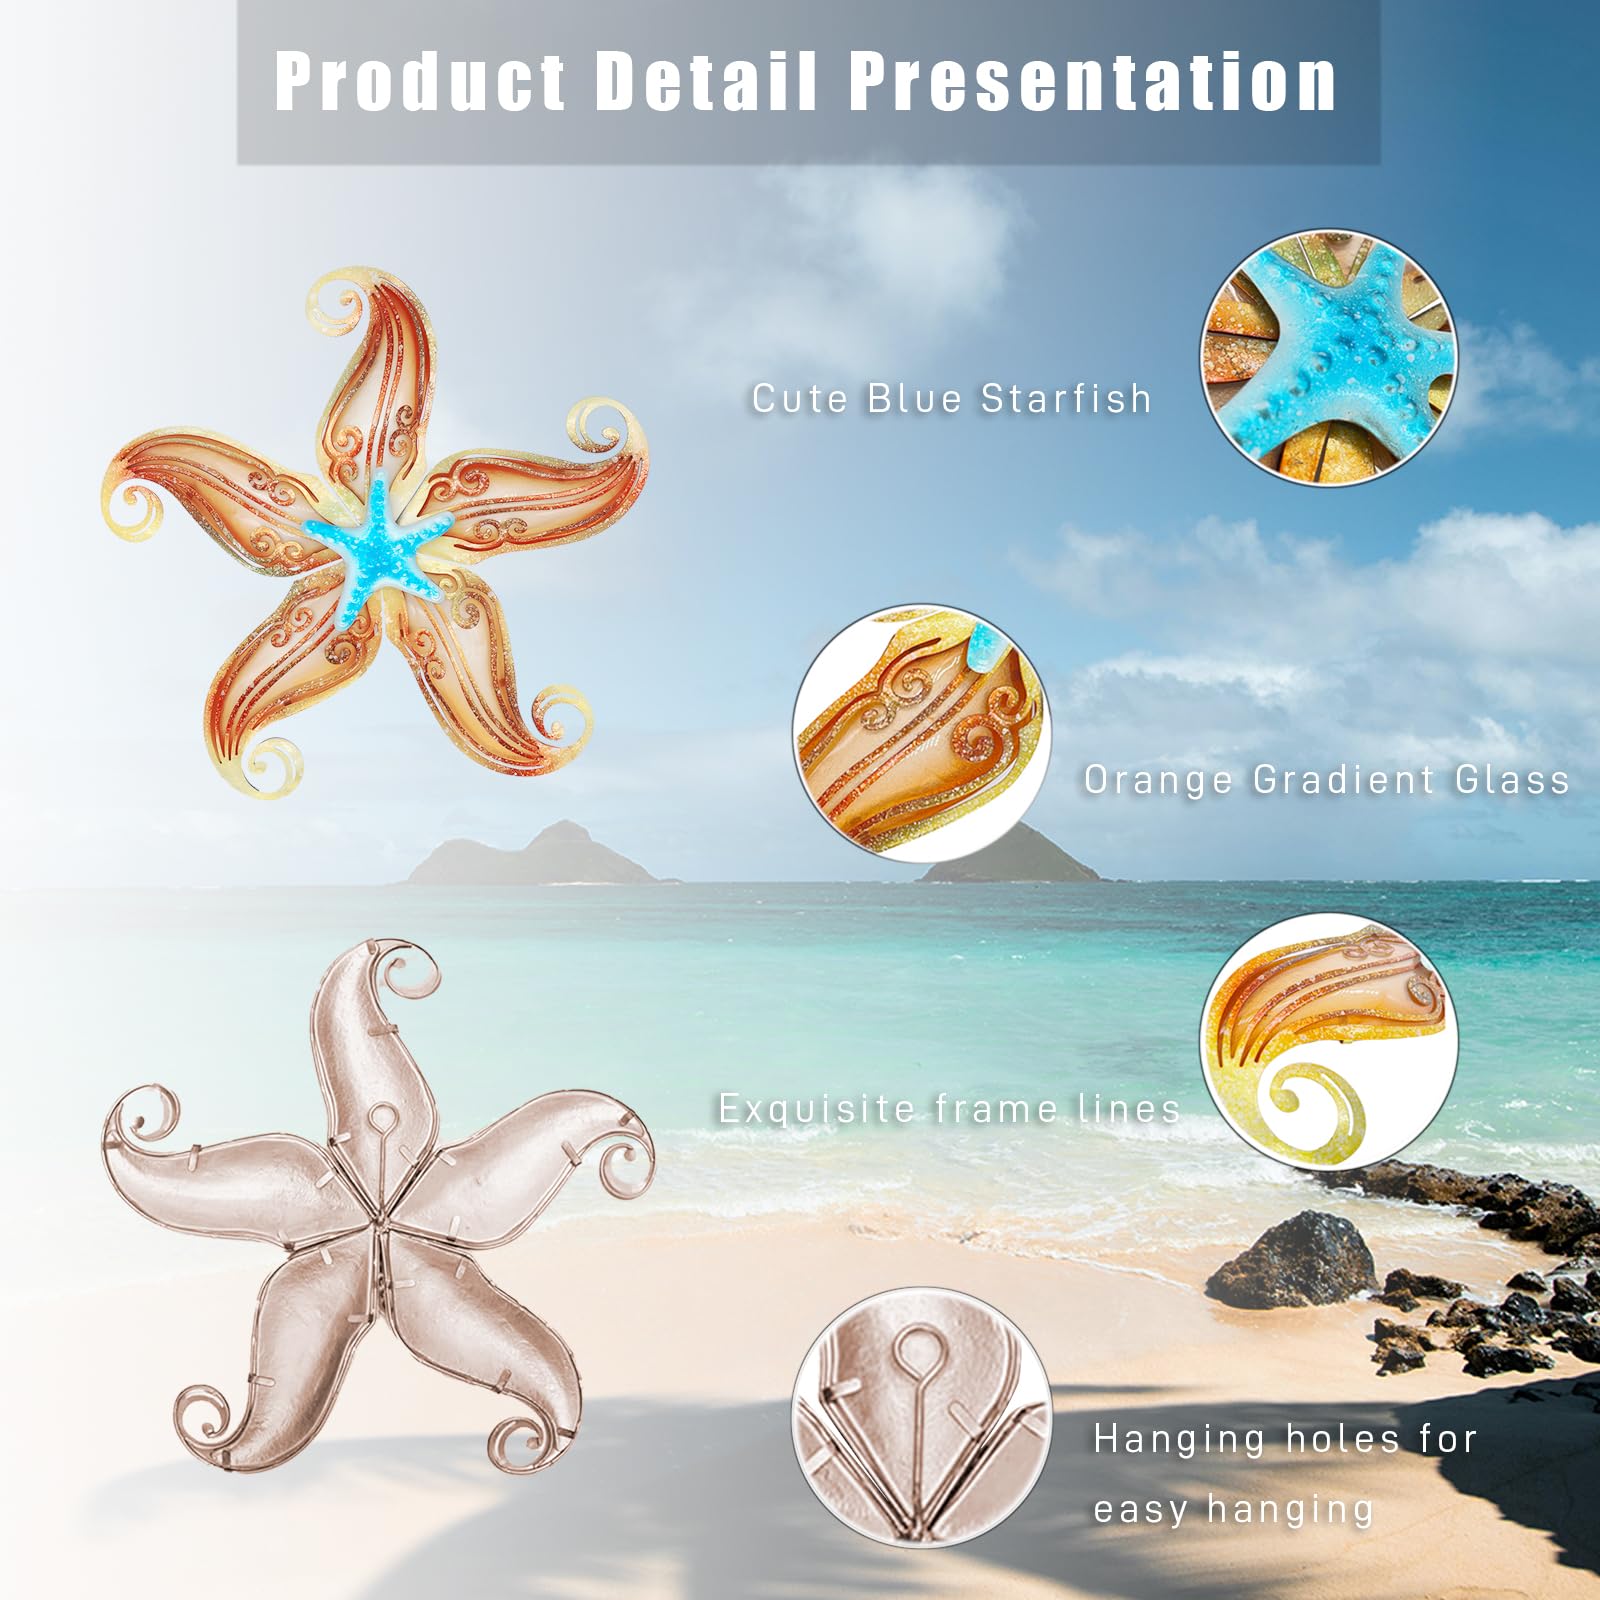 Product Detail Presentation
Cute Blue Starfish
Orange Gradient Glass
Exquisite frame lines
Hanging holes for
easy hanging